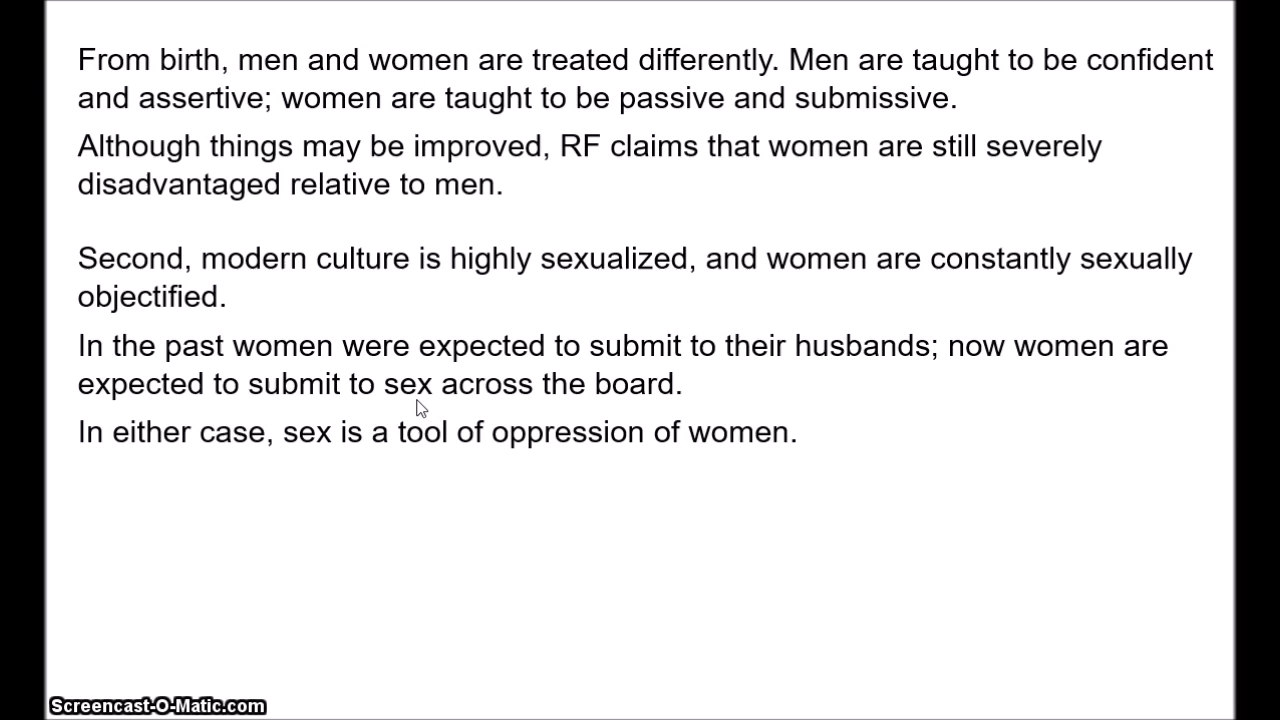 From birth, men and women are treated differently. Men are taught to be confident
and assertive; women are taught to be passive and submissive.
Although things may be improved, RF claims that women are still severely
disadvantaged relative to men.
Second, modern culture is highly sexualized, and women are constantly sexually
objectified.
In the past women were expected to submit to their husbands; now women are
expected to submit to sex across the board.
In either case, sex is a tool of oppression of women.
Screencast-O-Matic.com